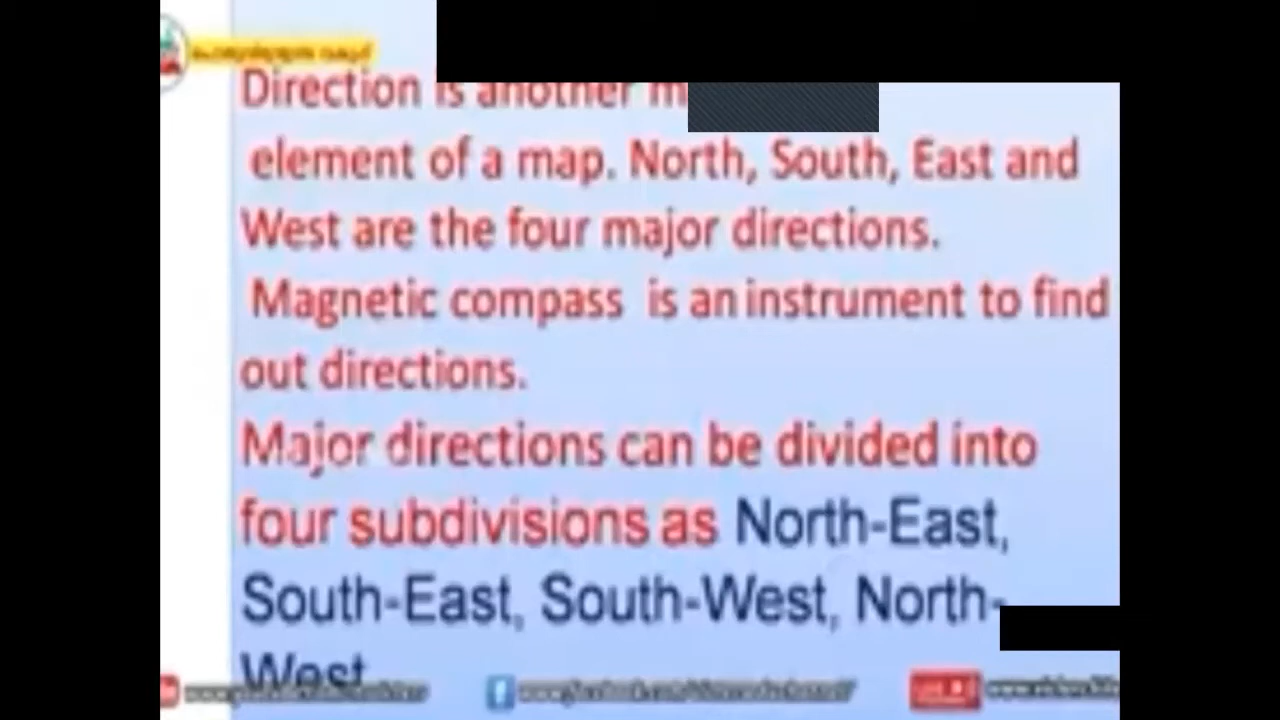 Direction is another
element of a map. North, South, East and
West are the four major directions.
Magnetic compass is an instrument to find
out directions.
Major directions can be divided into
four subdivisions as North-East,
South-East, South-West, North-
West